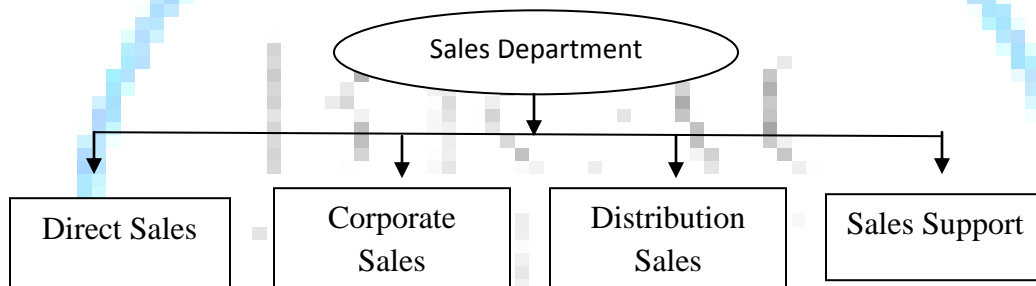 Sales Department
Direct Sales
Corporate
Sales
Distribution
Sales
Sales Support